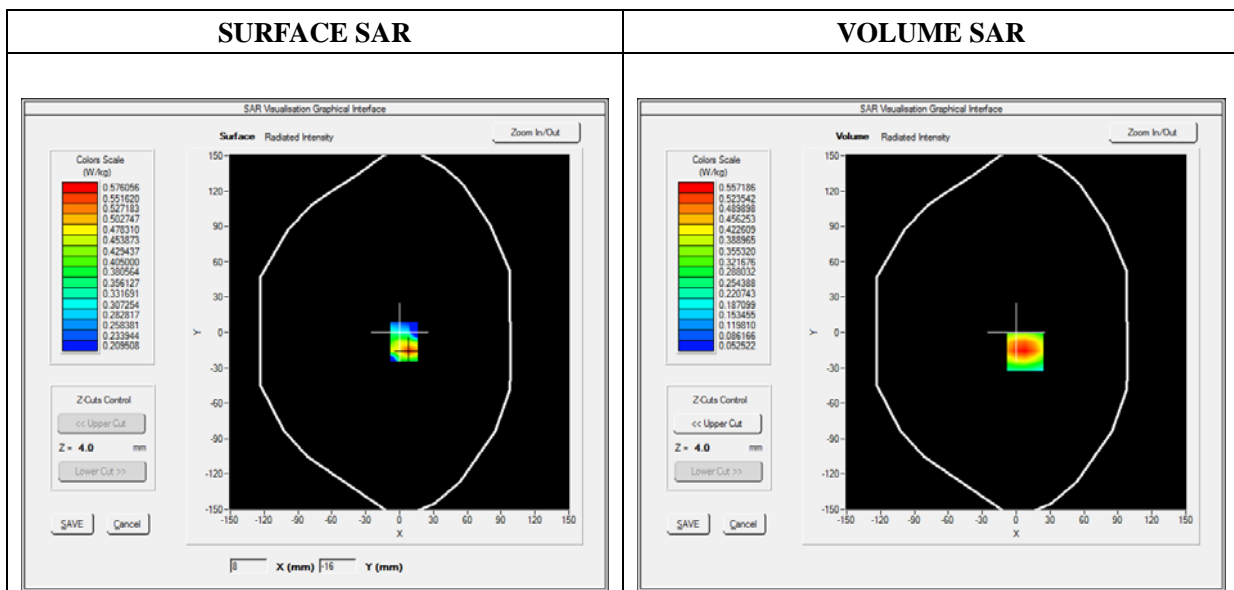 SURFACE SAR
SAR Visualisation Graphical Interface
Surface Radiated Intensity
Zoom In/Out
Colors Scale
(W/kg)
0.576056
0.551620
0.527183
0.502747
0.478310
0.453873
0.429437
0.405000
0.380564
0.356127
0.331691
0.307254
0.282817
0.258381
0.233944
0.209508
Z-Cuts Control
<< Upper Cut
Z = 4.0 mm
Lower Cut >>
SAVE Cancel
150
120
90
60
30
0
-30
-60
-90
-120
-150
Y
-150 -120 -90 -60 -30 0 30 60 90 120 150
X
8 X (mm) -16 Y (mm)
VOLUME SAR
SAR Visualisation Graphical Interface
Volume Radiated Intensity
Zoom In/Out
Colors Scale
(W/kg)
0.557186
0.523542
0.489898
0.456253
0.422609
0.388965
0.355320
0.321676
0.288032
0.254388
0.220743
0.187099
0.153455
0.119810
0.086166
0.052522
Z-Cuts Control
<< Upper Cut
Z = 4.0 mm
Lower Cut >>
SAVE Cancel
150
120
90
60
30
0
-30
-60
-90
-120
-150
Y
-150 -120 -90 -60 -30 0 30 60 90 120 150
X